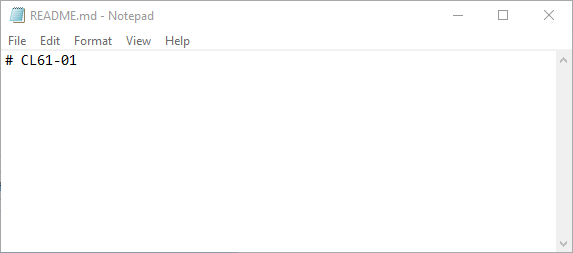 README.md - Notepad
File Edit Format View Help
# CL61-01